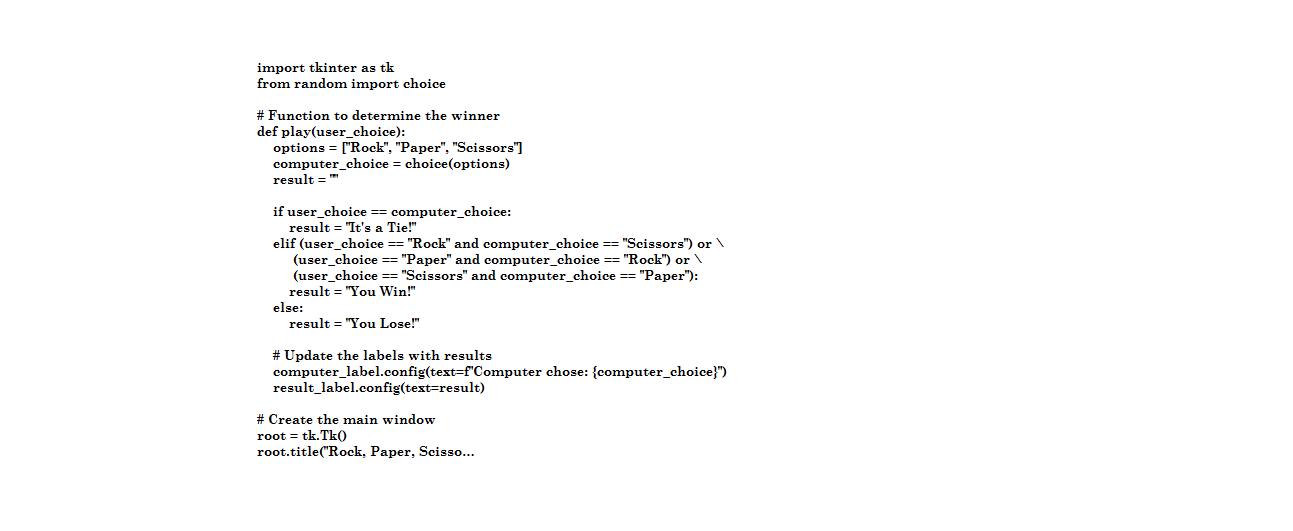 import tkinter as tk
from random import choice

# Function to determine the winner
def play(user_choice):
    options = ["Rock", "Paper", "Scissors"]
    computer_choice = choice(options)
    result = ""

    if user_choice == computer_choice:
        result = "It's a Tie!"
    elif (user_choice == "Rock" and computer_choice == "Scissors") or \
         (user_choice == "Paper" and computer_choice == "Rock") or \
         (user_choice == "Scissors" and computer_choice == "Paper"):
        result = "You Win!"
    else:
        result = "You Lose!"

    # Update the labels with results
    computer_label.config(text=f"Computer chose: {computer_choice}")
    result_label.config(text=result)

# Create the main window
root = tk.Tk()
root.title("Rock, Paper, Scisso...